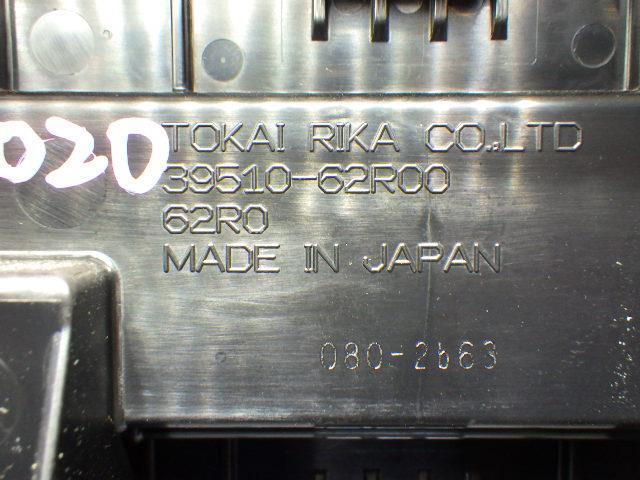 020
TOKAI RIKA CO.,LTD
39510-62R00
62R0
MADE IN JAPAN
080-2b63